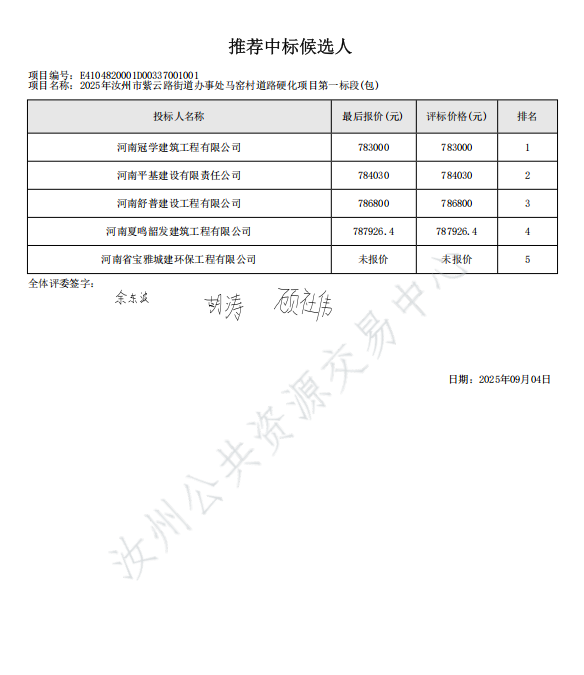 推荐中标候选人
项目编号：E4104820001D00337001001
项目名称：2025年汝州市紫云路街道办事处马窑村道路硬化项目第一标段(包)
投标人名称 最后报价(元) 评标价格(元) 排名
河南冠学建筑工程有限公司 783000 783000 1
河南平基建设有限责任公司 784030 784030 2
河南舒普建设工程有限公司 786800 786800 3
河南夏鸣韶发建筑工程有限公司 787926.4 787926.4 4
河南省宝雅城建环保工程有限公司 未报价 未报价 5
全体评委签字：
余东波 胡涛 顾社伟
日期：2025年09月04日
汝州公共资源交易中心